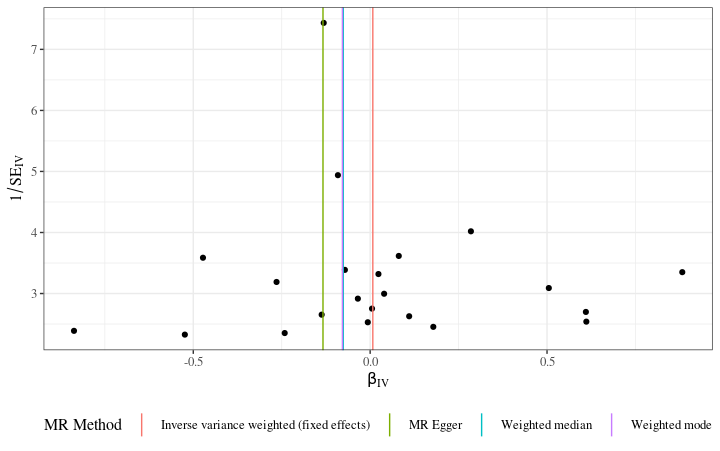 7
6
5
4
3
1/SE_IV
-0.5
0.0
0.5
β_IV
MR Method
Inverse variance weighted (fixed effects)
MR Egger
Weighted median
Weighted mode